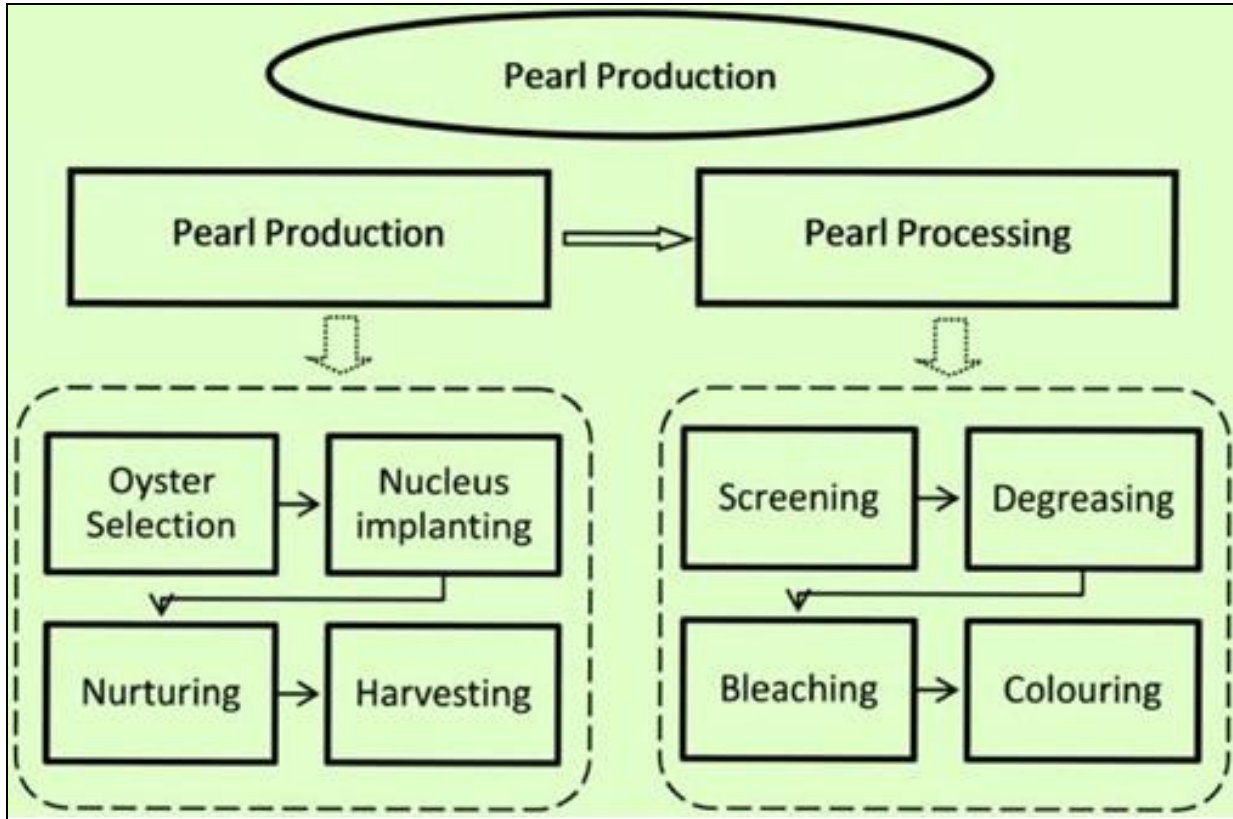 Pearl Production
Pearl Production
Pearl Processing
Oyster
Selection
Nucleus
implanting
Nurturing
Harvesting
Screening
Degreasing
Bleaching
Colouring